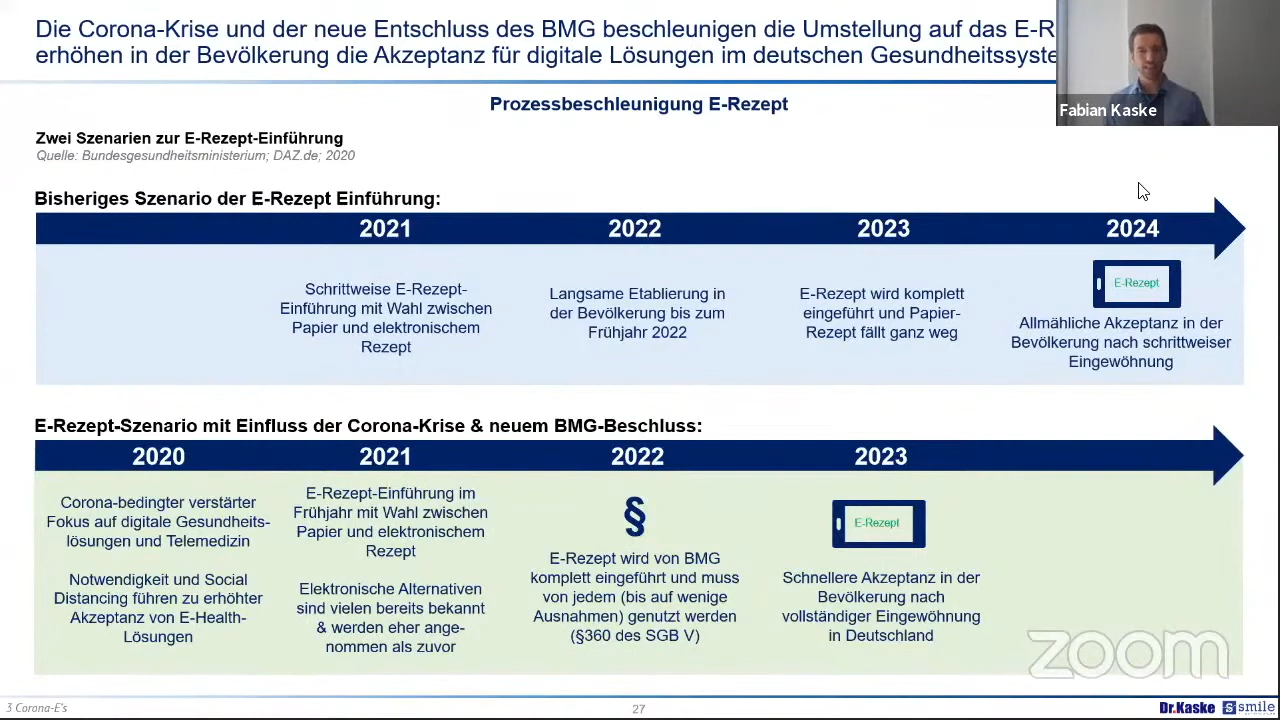 Die Corona-Krise und der neue Entschluss des BMG beschleunigen die Umstellung auf das E-R
erhöhen in der Bevölkerung die Akzeptanz für digitale Lösungen im deutschen Gesundheitssyste
Fabian Kaske
Prozessbeschleunigung E-Rezept
Zwei Szenarien zur E-Rezept-Einführung
Quelle: Bundesgesundheitsministerium; DAZ.de; 2020
Bisheriges Szenario der E-Rezept Einführung:
2021 2022 2023 2024
Schrittweise E-Rezept-
Einführung mit Wahl zwischen
Papier und elektronischem
Rezept
Langsame Etablierung in
der Bevölkerung bis zum
Frühjahr 2022
E-Rezept wird komplett
eingeführt und Papier-
Rezept fällt ganz weg
E-Rezept
Allmähliche Akzeptanz in der
Bevölkerung nach schrittweiser
Eingewöhnung
E-Rezept-Szenario mit Einfluss der Corona-Krise & neuem BMG-Beschluss:
2020 2021 2022 2023
Corona-bedingter verstärter
Fokus auf digitale Gesundheits-
lösungen und Telemedizin
Notwendigkeit und Social
Distancing führen zu erhöhter
Akzeptanz von E-Health-
Lösungen
E-Rezept-Einführung im
Frühjahr mit Wahl zwischen
Papier und elektronischem
Rezept
Elektronische Alternativen
sind vielen bereits bekannt
& werden eher ange-
nommen als zuvor
§
E-Rezept wird von BMG
komplett eingeführt und muss
von jedem (bis auf wenige
Ausnahmen) genutzt werden
(§360 des SGB V)
E-Rezept
Schnellere Akzeptanz in der
Bevölkerung nach
vollständiger Eingewöhnung
in Deutschland
zoom
3 Corona-E's
27
Dr.Kaske
smile